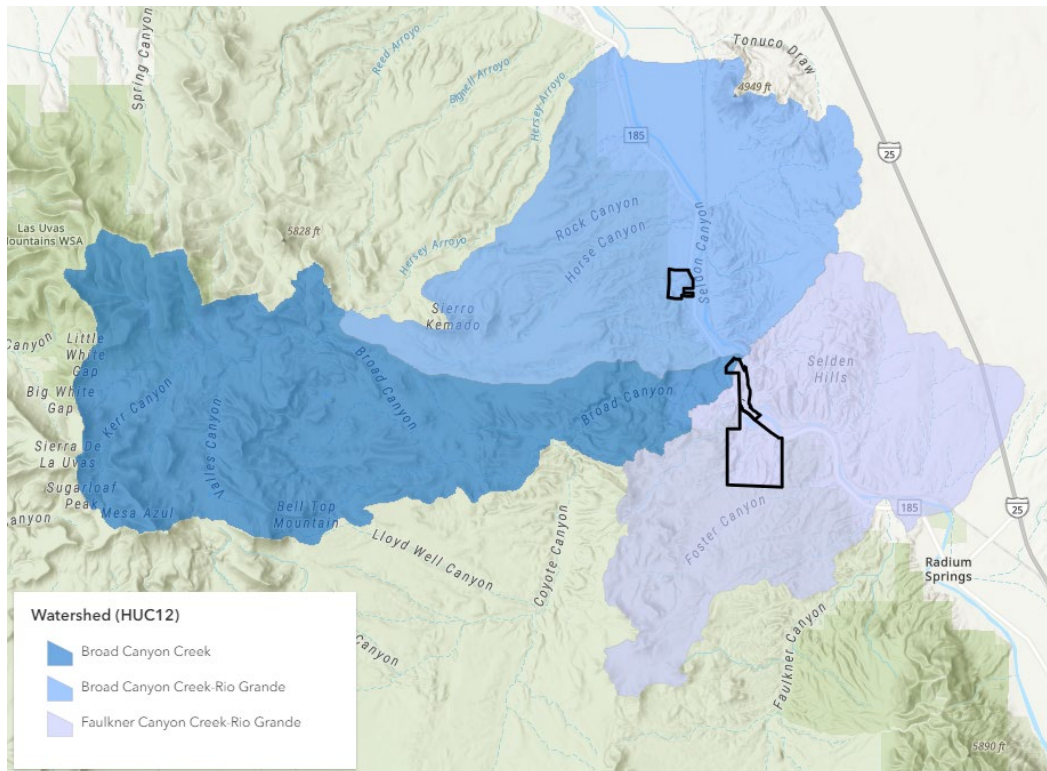 Tonuco Draw
4949 ft
Spring Canyon
Reed Arroyo
Bignell Arroyo
Hersey Arroyo
185
25
Las Uvas
Mountains WSA
5828 ft
Rock Canyon
Horse Canyon
Hersey Arroyo
Seldon Canyon
Sierro
Kemado
Canyon
Little
White
Gap
Big White
Gap
Kerr Canyon
Broad Canyon
Broad Canyon
Selden
Hills
Valles Canyon
Sierra De
La Uvas
Sugarloaf
Peak
Mesa Azul
Canyon
Bell Top
Mountain
Lloyd Well Canyon
Coyote Canyon
Foster Canyon
185
25
Radium
Springs
Faulkner Canyon
Canyon
5890 ft
Watershed (HUC12)
Broad Canyon Creek
Broad Canyon Creek-Rio Grande
Faulkner Canyon Creek-Rio Grande